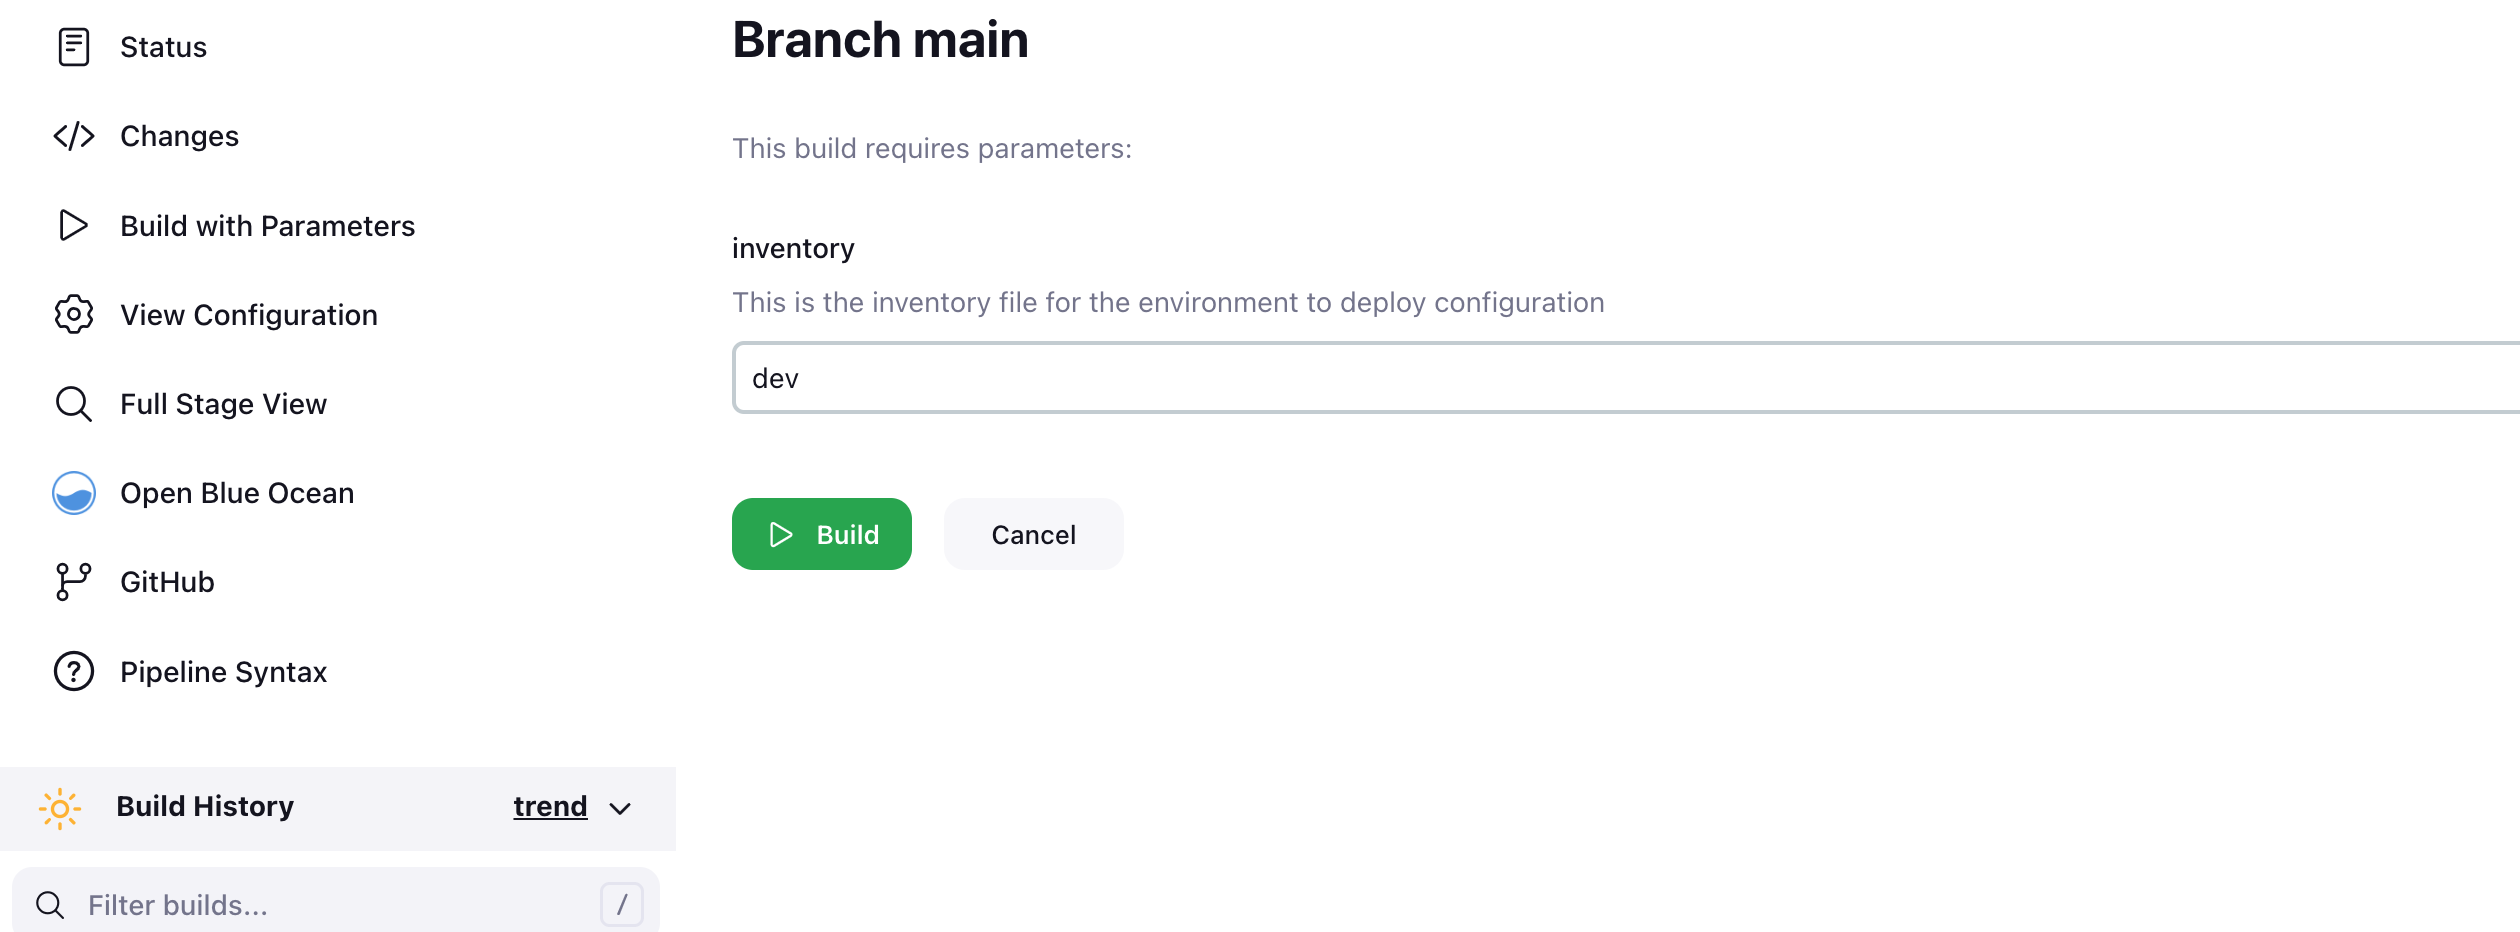 Status
Changes
Build with Parameters
View Configuration
Full Stage View
Open Blue Ocean
GitHub
Pipeline Syntax
Build History trend
Filter builds...
/
Branch main
This build requires parameters:
inventory
This is the inventory file for the environment to deploy configuration
dev
Build
Cancel